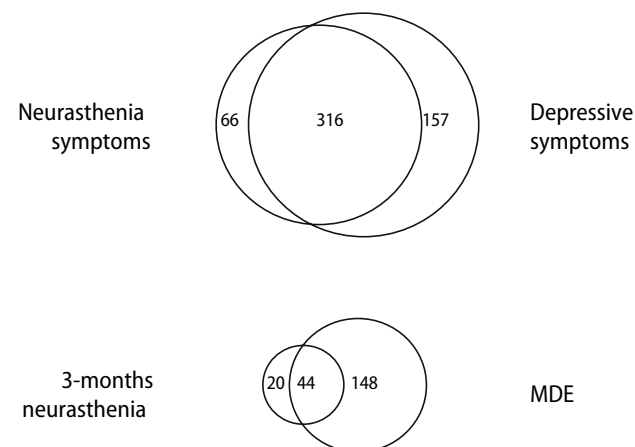 Neurasthenia
symptoms
66
316
157
Depressive
symptoms
3-months
neurasthenia
20
44
148
MDE